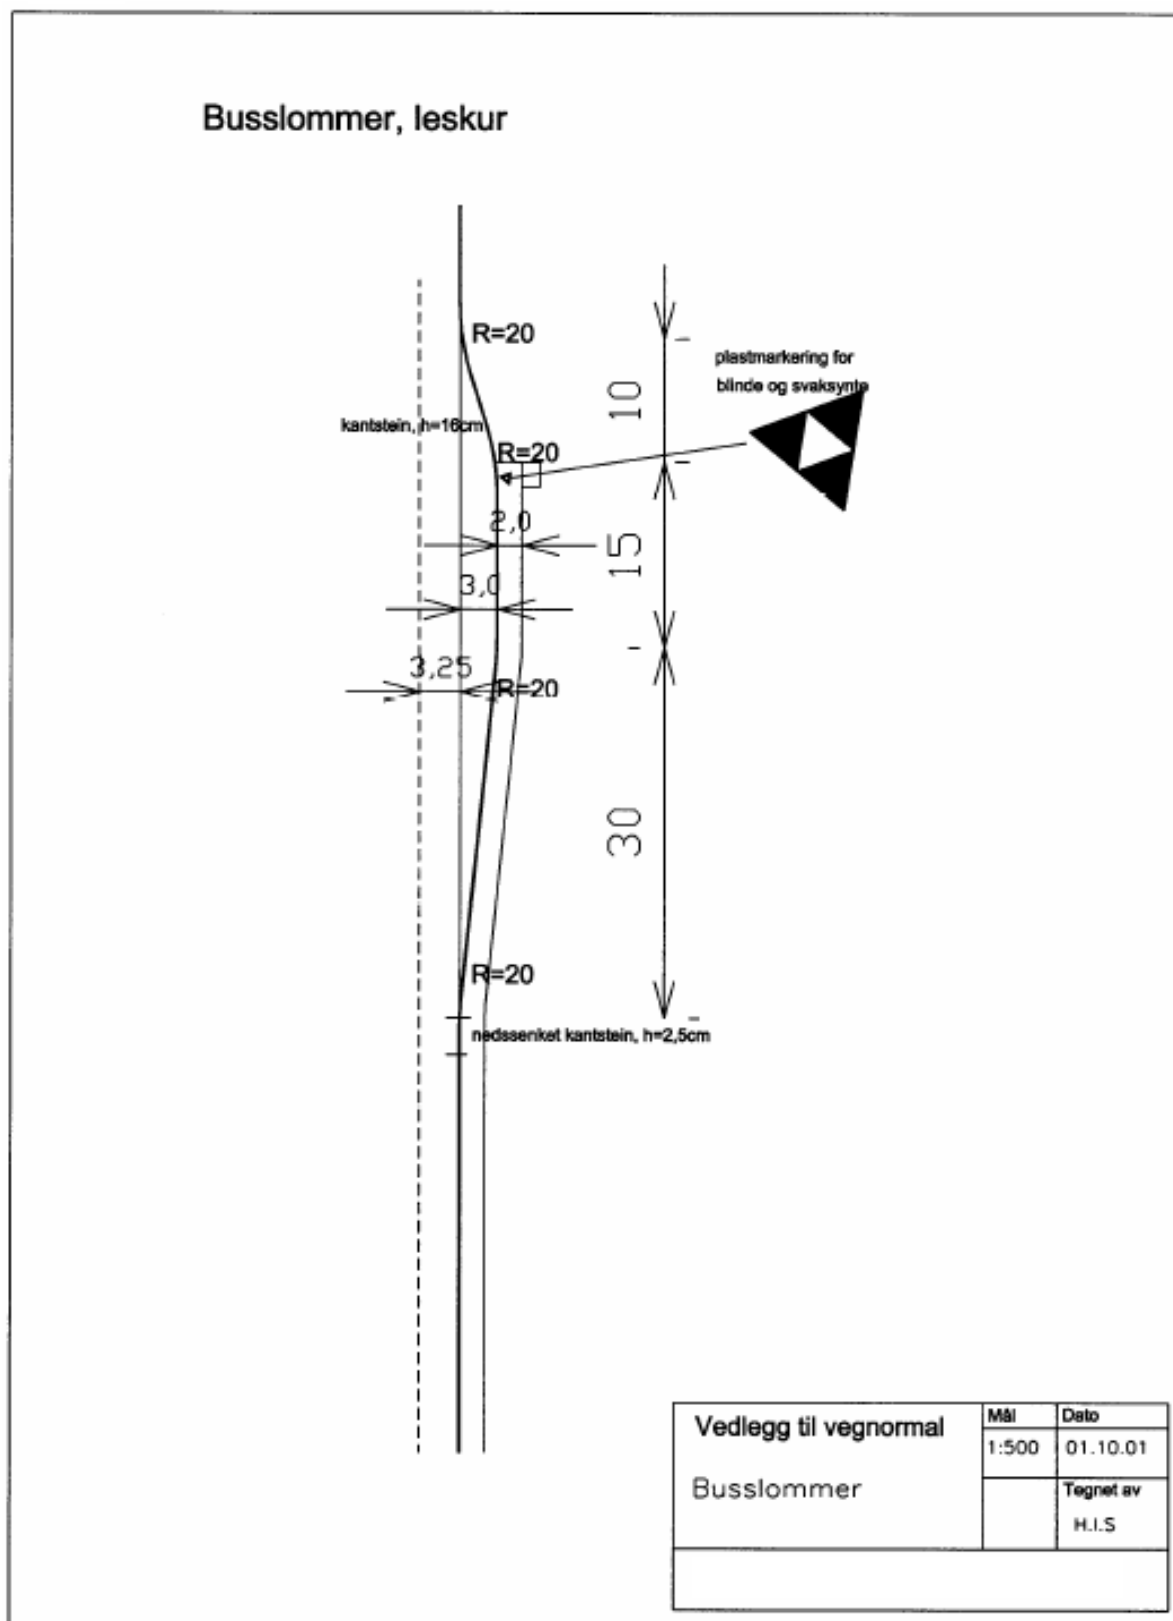 Busslommer, leskur
R=20
plastmarkering for
blinde og svaksynte
10
kantstein, h=16cm
R=20
2,0
15
3,0
3,25
R=20
30
R=20
nedssenket kantstein, h=2,5cm
Vedlegg til vegnormal
Mål
Dato
1:500
01.10.01
Busslommer
Tegnet av
H.I.S